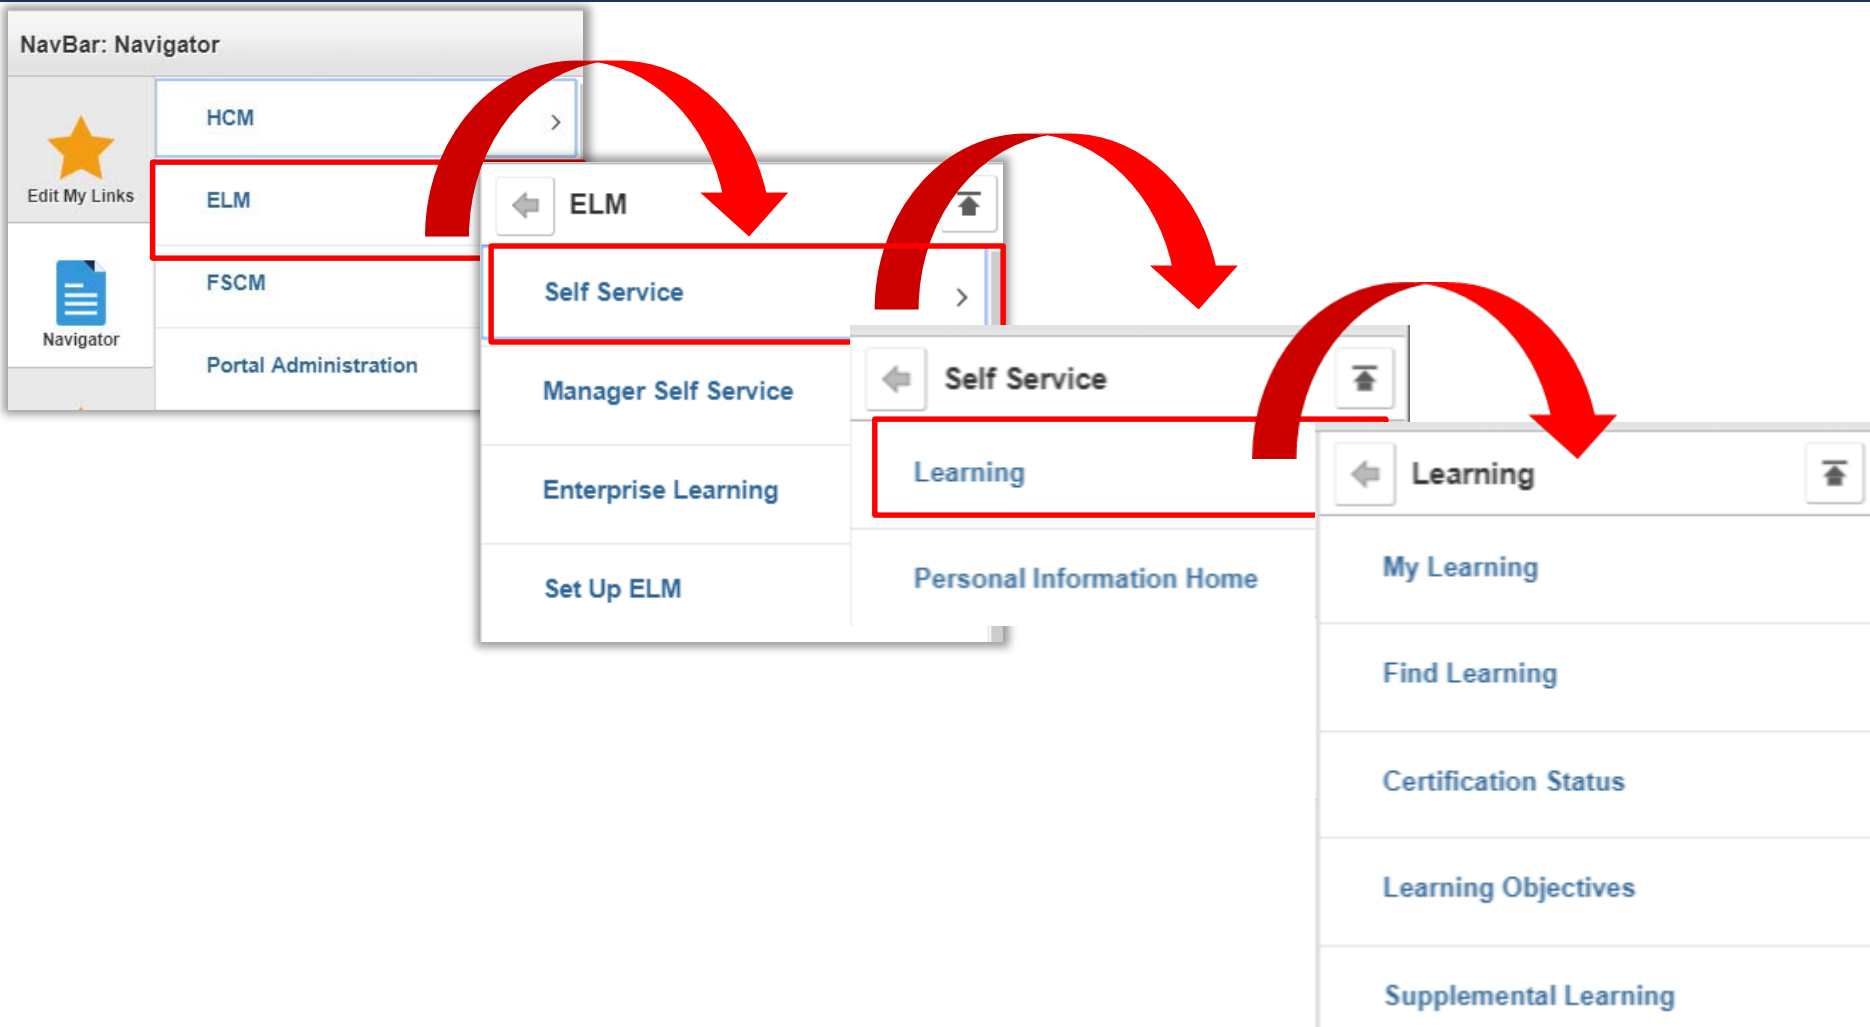 NavBar: Navigator
Edit My Links
Navigator
HCM
ELM
FSCM
Portal Administration
ELM
Self Service
Manager Self Service
Enterprise Learning
Set Up ELM
Self Service
Learning
Personal Information Home
Learning
My Learning
Find Learning
Certification Status
Learning Objectives
Supplemental Learning